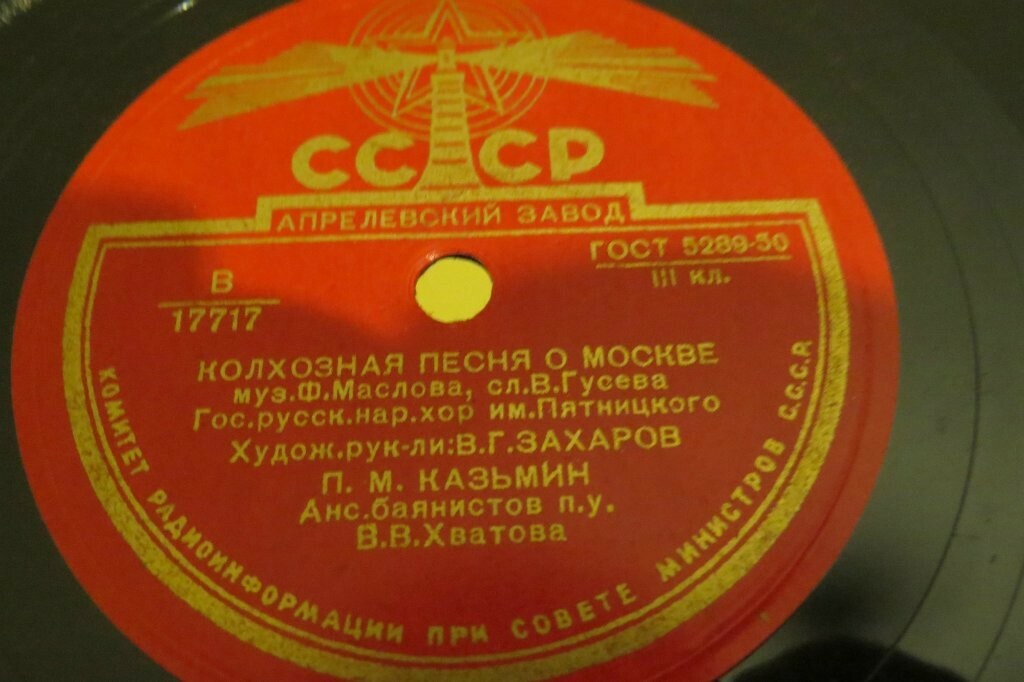 СССР
АПРЕЛЕВСКИЙ ЗАВОД
ГОСТ 5289-50
III кл.
В
17717
КОЛХОЗНАЯ ПЕСНЯ О МОСКВЕ
муз.Ф.Маслова, сл.В.Гусева
Гос.русск.нар.хор им.Пятницкого
Худож.рук-ли:В.Г.ЗАХАРОВ
П. М. КАЗЬМИН
Анс.баянистов п.у.
В.В.Хватова
КОМИТЕТ РАДИОИНФОРМАЦИИ ПРИ СОВЕТЕ МИНИСТРОВ С.С.С.Р.